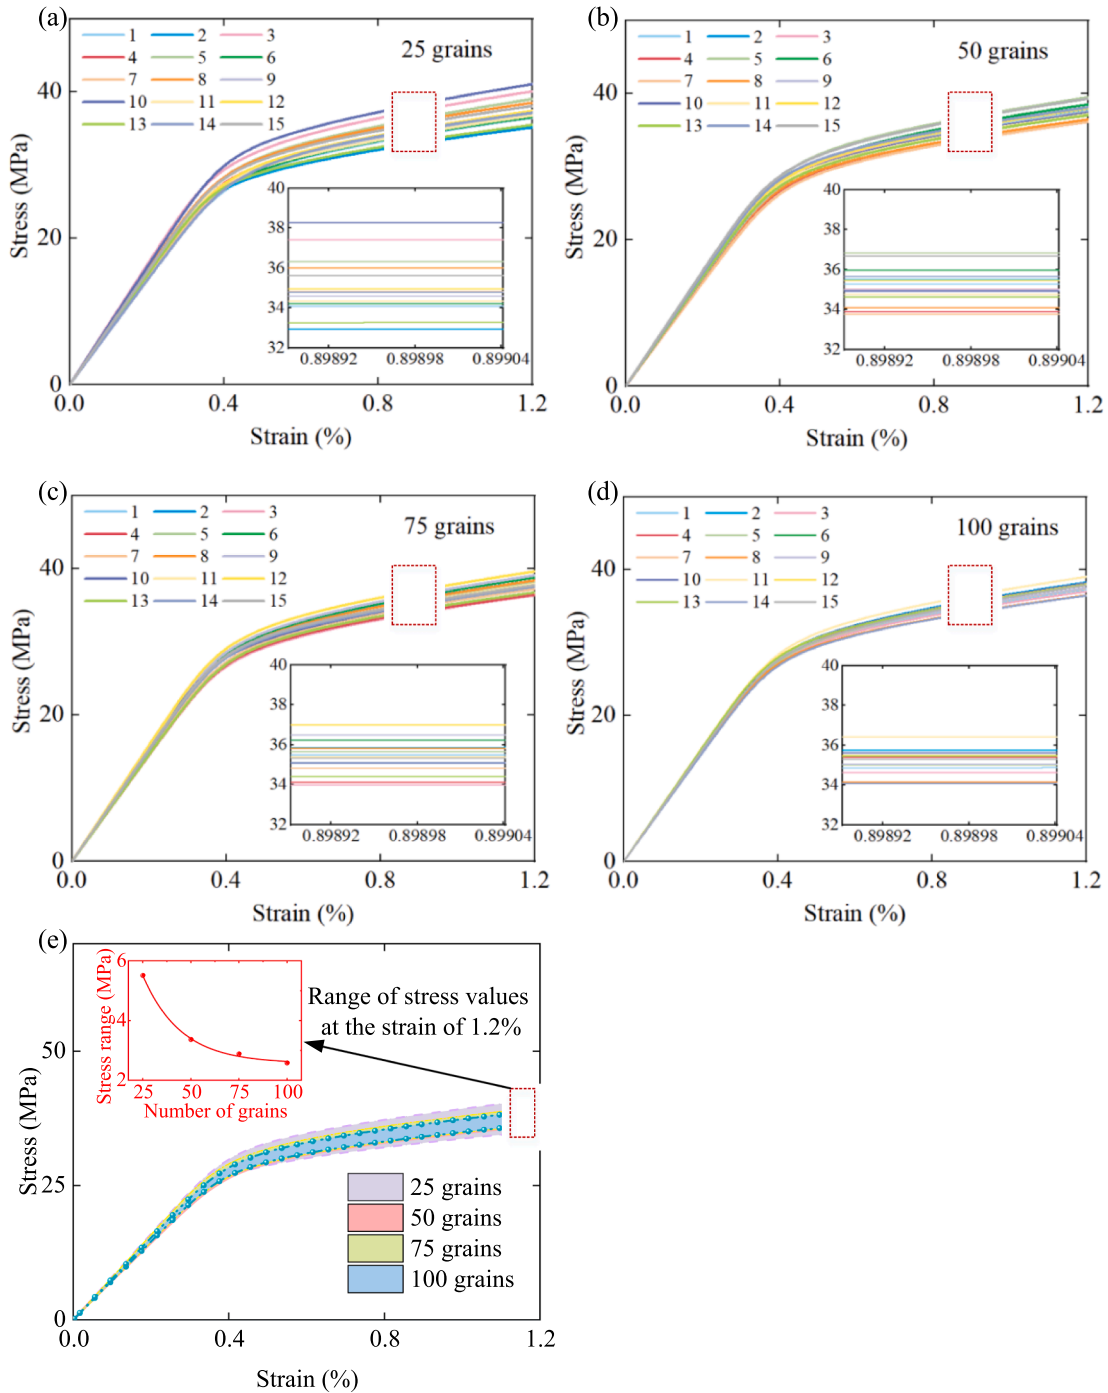 (a)
25 grains
1 2 3
4 5 6
7 8 9
10 11 12
13 14 15
Stress (MPa)
40
20
0
0.0 0.4 0.8 1.2
Strain (%)
40
38
36
34
32
0.89892 0.89898 0.89904
(b)
50 grains
1 2 3
4 5 6
7 8 9
10 11 12
13 14 15
Stress (MPa)
40
20
0
0.0 0.4 0.8 1.2
Strain (%)
40
38
36
34
32
0.89892 0.89898 0.89904
(c)
75 grains
1 2 3
4 5 6
7 8 9
10 11 12
13 14 15
Stress (MPa)
40
20
0
0.0 0.4 0.8 1.2
Strain (%)
40
38
36
34
32
0.89892 0.89898 0.89904
(d)
100 grains
1 2 3
4 5 6
7 8 9
10 11 12
13 14 15
Stress (MPa)
40
20
0
0.0 0.4 0.8 1.2
Strain (%)
40
38
36
34
32
0.89892 0.89898 0.89904
(e)
Stress range (MPa)
6
4
2
25 50 75 100
Number of grains
Range of stress values
at the strain of 1.2%
Stress (MPa)
50
25
0
25 grains
50 grains
75 grains
100 grains
0.0 0.4 0.8 1.2
Strain (%)